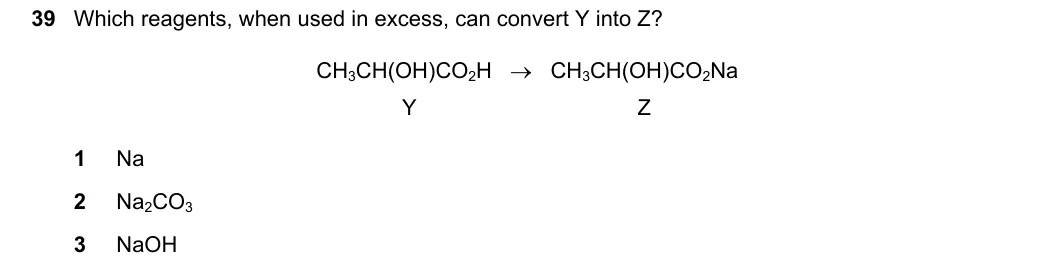 39 Which reagents, when used in excess, can convert Y into Z?
CH₃CH(OH)CO₂H → CH₃CH(OH)CO₂Na
Y Z
1 Na
2 Na₂CO₃
3 NaOH